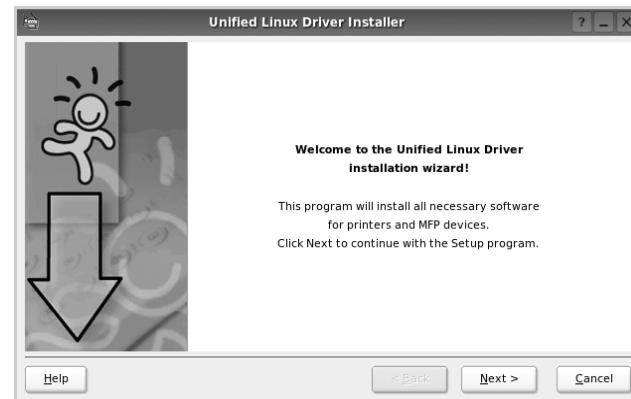 Unified Linux Driver Installer
Welcome to the Unified Linux Driver
installation wizard!
This program will install all necessary software
for printers and MFP devices.
Click Next to continue with the Setup program.
Help
< Back
Next >
Cancel